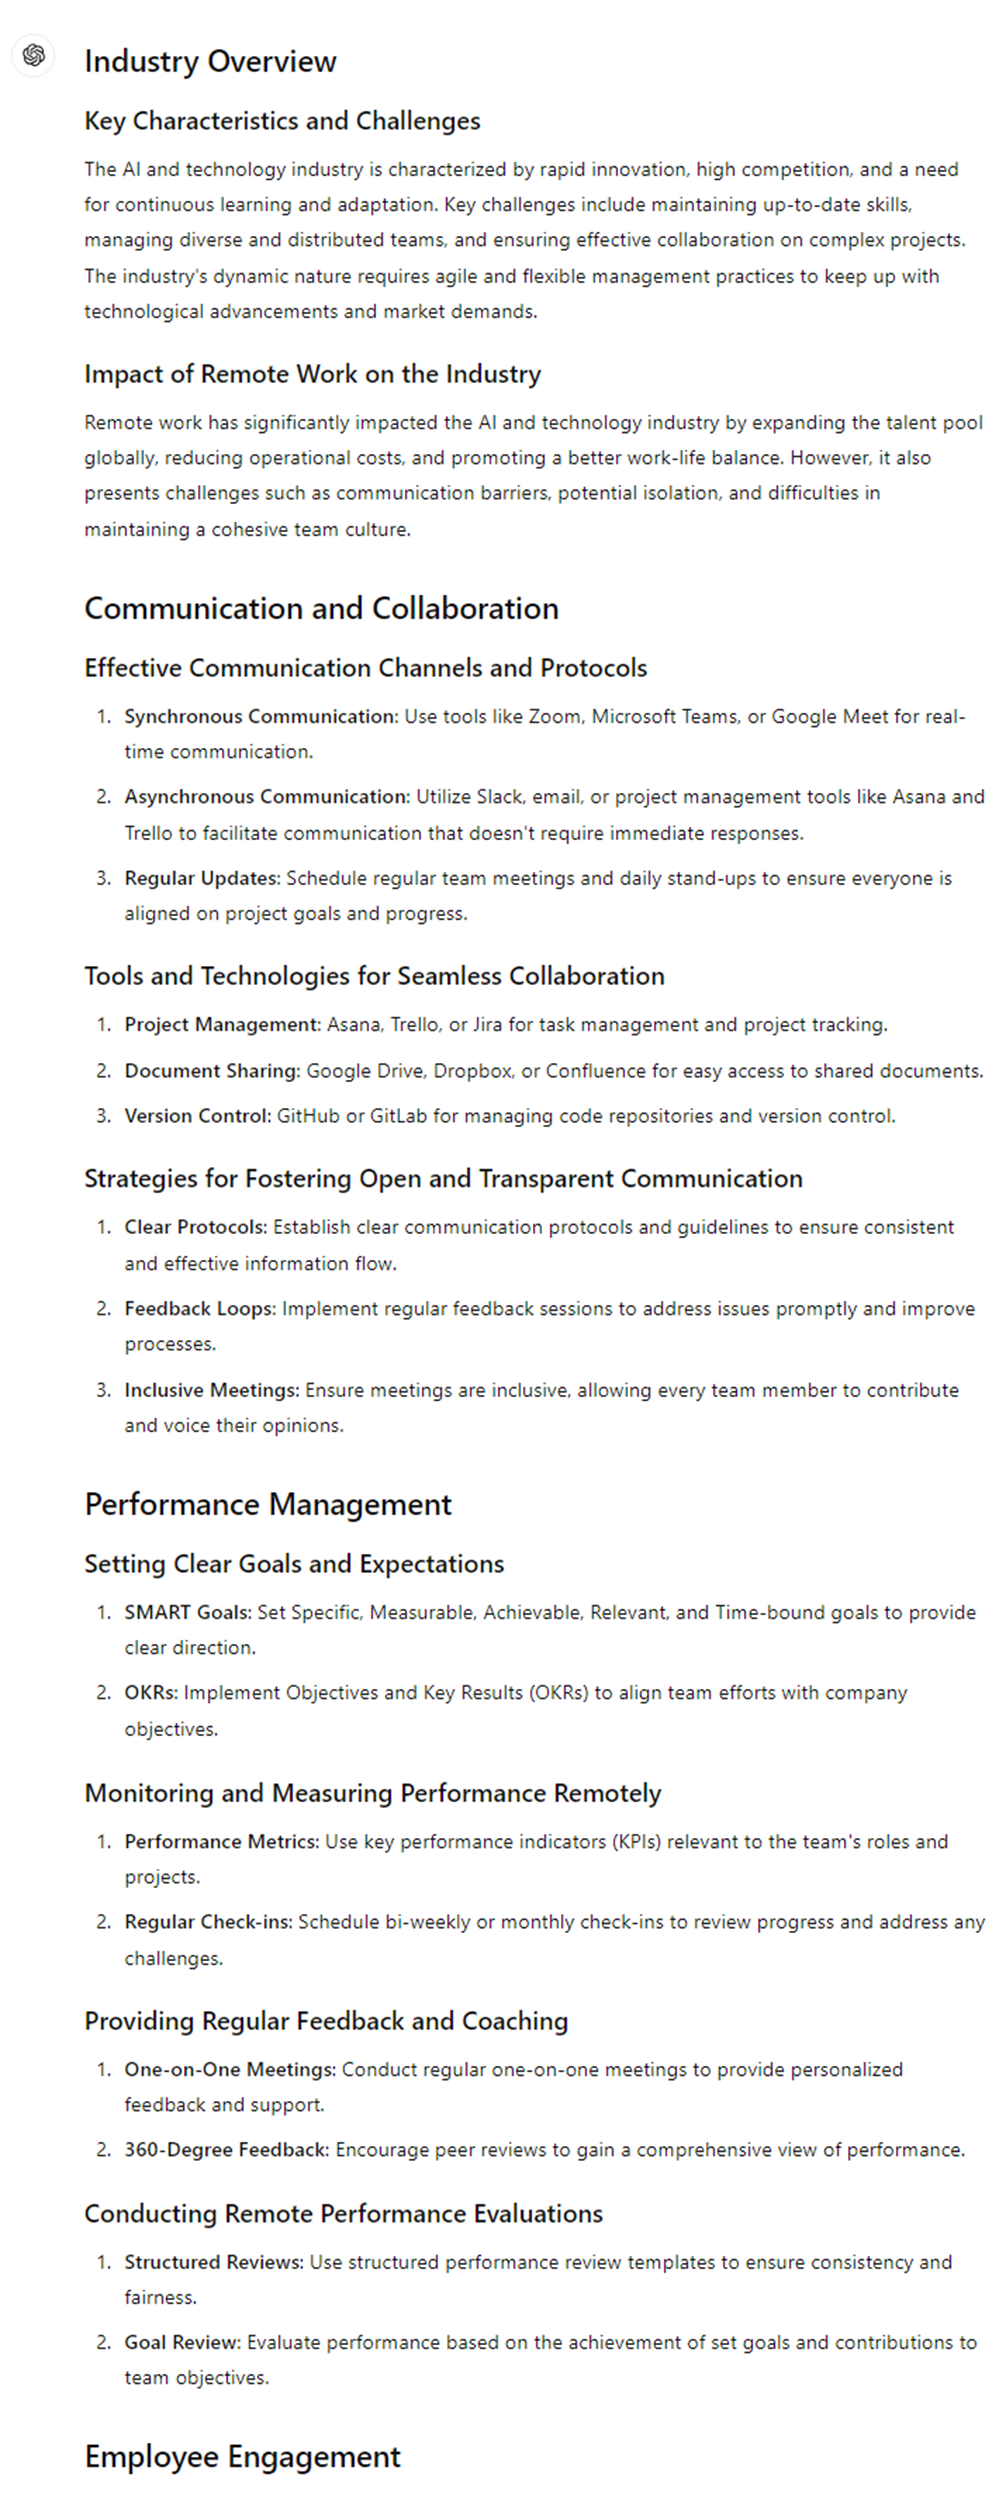 Industry Overview
Key Characteristics and Challenges
The AI and technology industry is characterized by rapid innovation, high competition, and a need
for continuous learning and adaptation. Key challenges include maintaining up-to-date skills,
managing diverse and distributed teams, and ensuring effective collaboration on complex projects.
The industry's dynamic nature requires agile and flexible management practices to keep up with
technological advancements and market demands.
Impact of Remote Work on the Industry
Remote work has significantly impacted the AI and technology industry by expanding the talent pool
globally, reducing operational costs, and promoting a better work-life balance. However, it also
presents challenges such as communication barriers, potential isolation, and difficulties in
maintaining a cohesive team culture.
Communication and Collaboration
Effective Communication Channels and Protocols
1. Synchronous Communication: Use tools like Zoom, Microsoft Teams, or Google Meet for real-
time communication.
2. Asynchronous Communication: Utilize Slack, email, or project management tools like Asana and
Trello to facilitate communication that doesn't require immediate responses.
3. Regular Updates: Schedule regular team meetings and daily stand-ups to ensure everyone is
aligned on project goals and progress.
Tools and Technologies for Seamless Collaboration
1. Project Management: Asana, Trello, or Jira for task management and project tracking.
2. Document Sharing: Google Drive, Dropbox, or Confluence for easy access to shared documents.
3. Version Control: GitHub or GitLab for managing code repositories and version control.
Strategies for Fostering Open and Transparent Communication
1. Clear Protocols: Establish clear communication protocols and guidelines to ensure consistent
and effective information flow.
2. Feedback Loops: Implement regular feedback sessions to address issues promptly and improve
processes.
3. Inclusive Meetings: Ensure meetings are inclusive, allowing every team member to contribute
and voice their opinions.
Performance Management
Setting Clear Goals and Expectations
1. SMART Goals: Set Specific, Measurable, Achievable, Relevant, and Time-bound goals to provide
clear direction.
2. OKRs: Implement Objectives and Key Results (OKRs) to align team efforts with company
objectives.
Monitoring and Measuring Performance Remotely
1. Performance Metrics: Use key performance indicators (KPIs) relevant to the team's roles and
projects.
2. Regular Check-ins: Schedule bi-weekly or monthly check-ins to review progress and address any
challenges.
Providing Regular Feedback and Coaching
1. One-on-One Meetings: Conduct regular one-on-one meetings to provide personalized
feedback and support.
2. 360-Degree Feedback: Encourage peer reviews to gain a comprehensive view of performance.
Conducting Remote Performance Evaluations
1. Structured Reviews: Use structured performance review templates to ensure consistency and
fairness.
2. Goal Review: Evaluate performance based on the achievement of set goals and contributions to
team objectives.
Employee Engagement